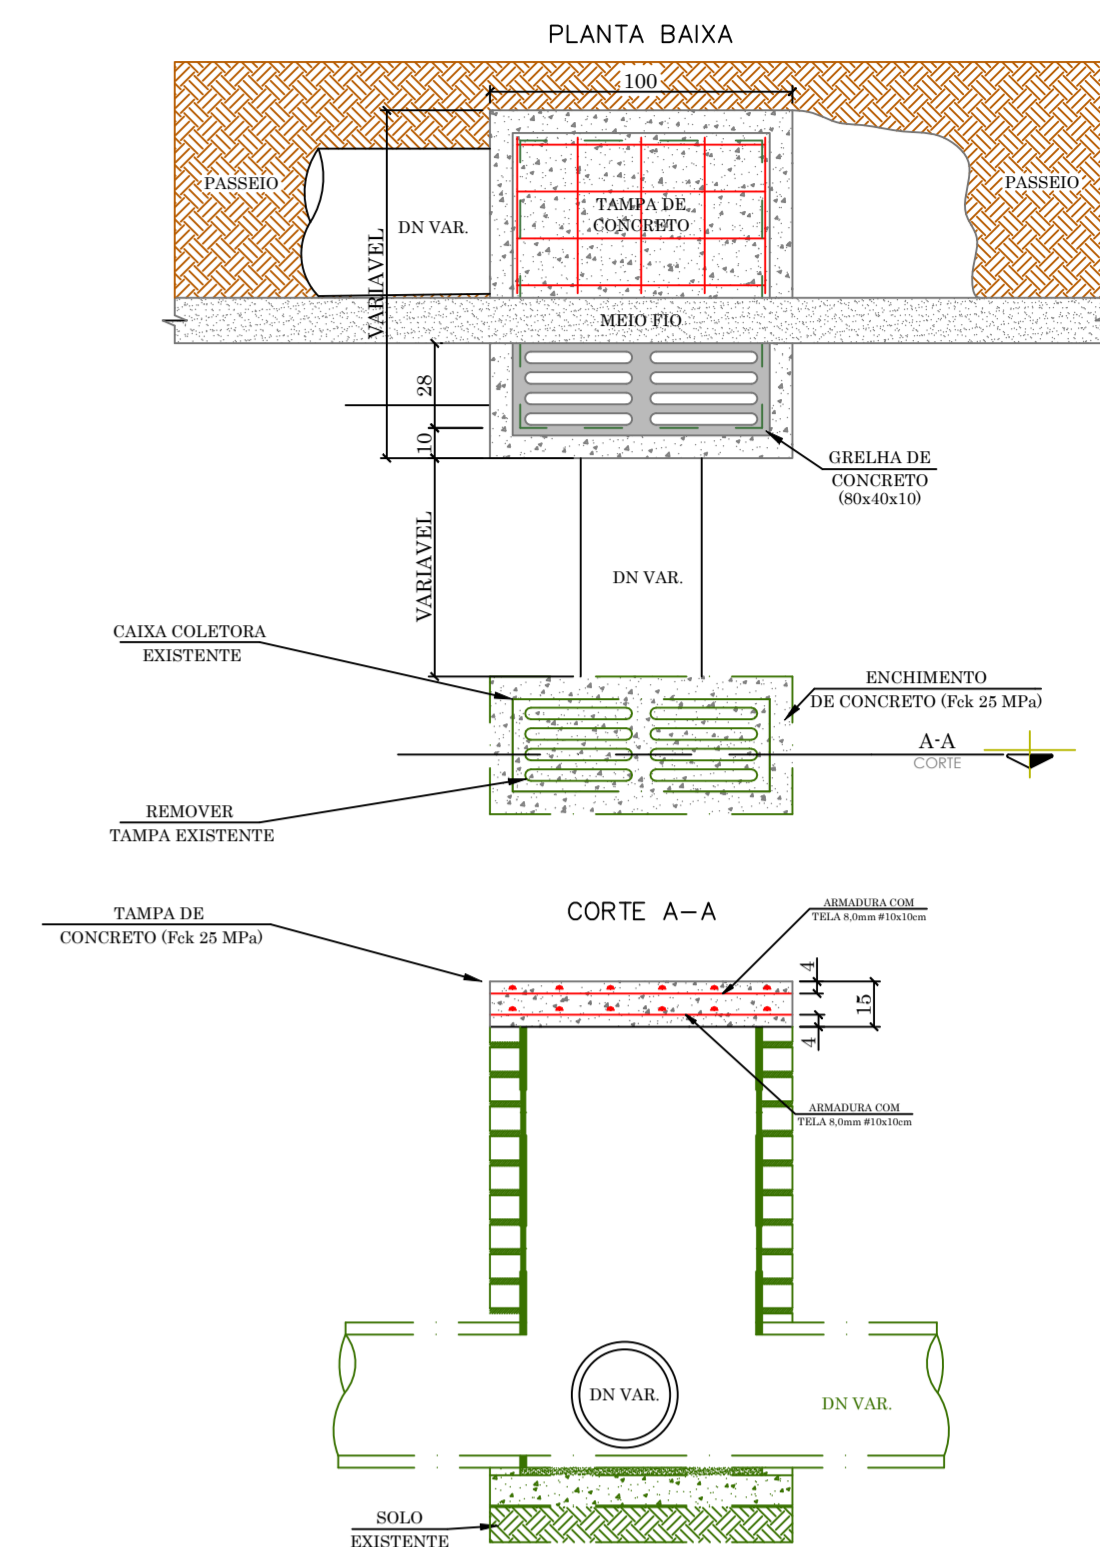 PLANTA BAIXA
100
PASSEIO
PASSEIO
DN VAR.
TAMPA DE
CONCRETO
VARIAVEL
MEIO FIO
28
10
GRELHA DE
CONCRETO
(80x40x10)
VARIAVEL
DN VAR.
CAIXA COLETORA
EXISTENTE
ENCHIMENTO
DE CONCRETO (Fck 25 MPa)
A-A
CORTE
REMOVER
TAMPA EXISTENTE
CORTE A-A
TAMPA DE
CONCRETO (Fck 25 MPa)
ARMADURA COM
TELA 8,0mm #10x10cm
4
15
4
ARMADURA COM
TELA 8,0mm #10x10cm
DN VAR.
DN VAR.
SOLO
EXISTENTE